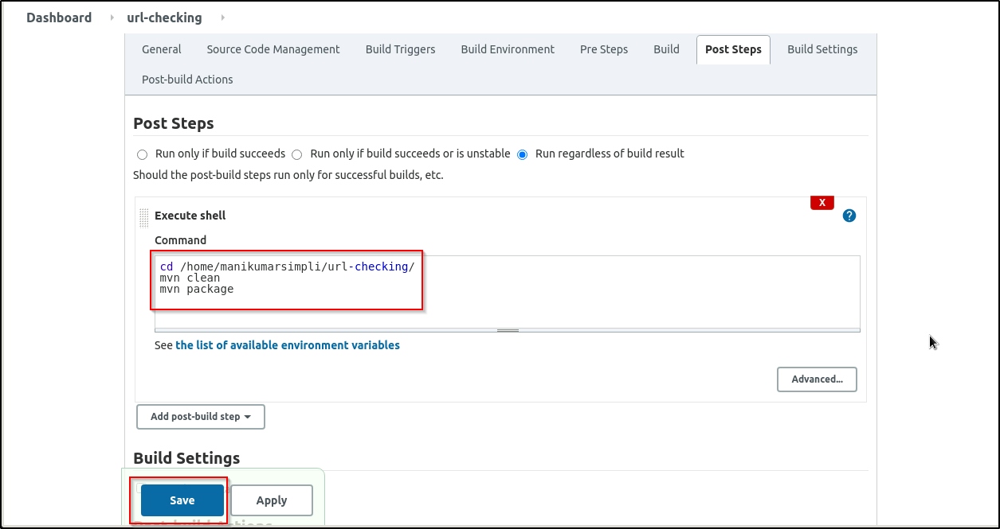 Dashboard url-checking
General Source Code Management Build Triggers Build Environment Pre Steps Build Post Steps Build Settings
Post-build Actions
Post Steps
Run only if build succeeds Run only if build succeeds or is unstable Run regardless of build result
Should the post-build steps run only for successful builds, etc.
X
Execute shell ?
Command
cd /home/manikumarsimpli/url-checking/
mvn clean
mvn package
See the list of available environment variables
Advanced...
Add post-build step
Build Settings
Save Apply
Post-build Actions